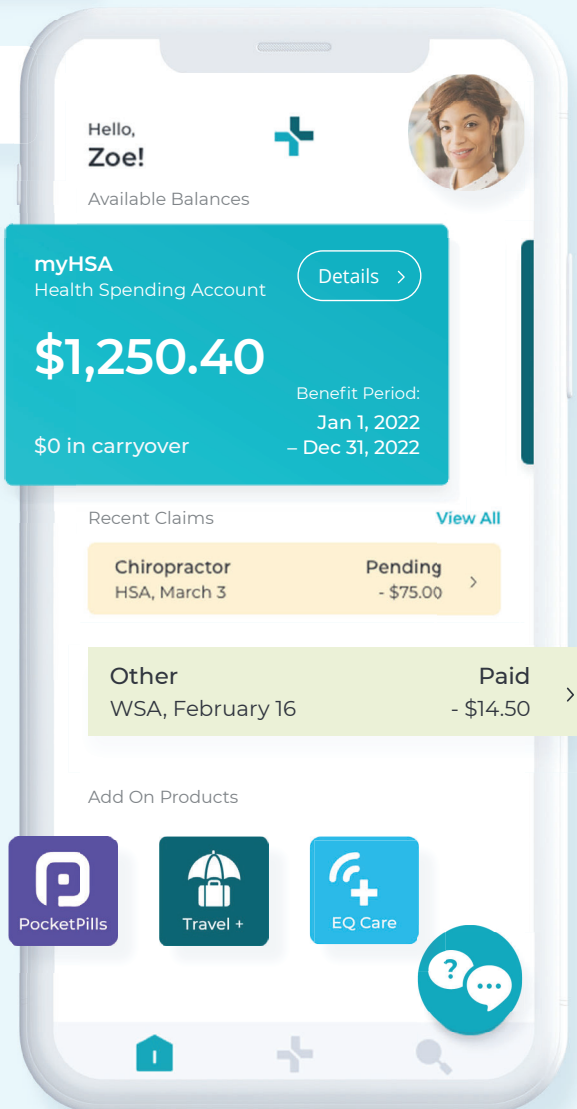 Hello,
Zoe!
Available Balances
myHSA
Health Spending Account
Details
$1,250.40
Benefit Period:
Jan 1, 2022
– Dec 31, 2022
$0 in carryover
Recent Claims
View All
Chiropractor
Pending
HSA, March 3
- $75.00
Other
Paid
WSA, February 16
- $14.50
Add On Products
PocketPills
Travel +
EQ Care
?